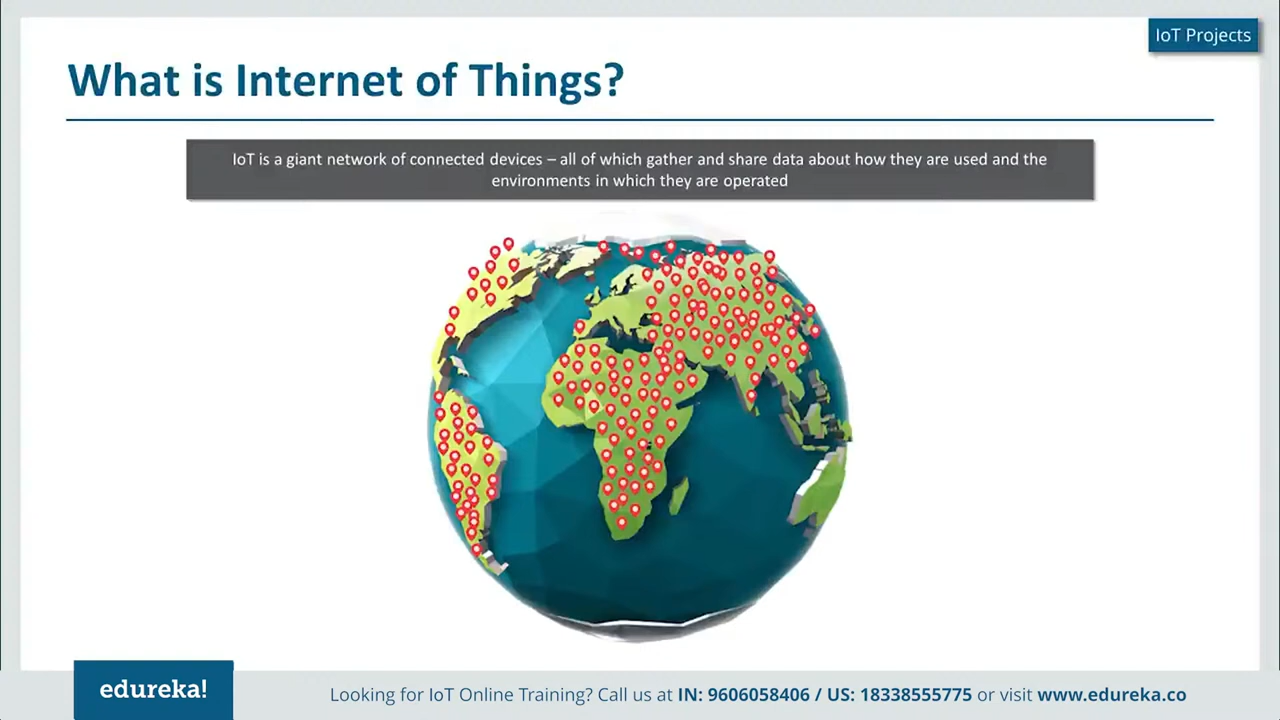 IoT Projects
What is Internet of Things?
IoT is a giant network of connected devices – all of which gather and share data about how they are used and the
environments in which they are operated
edureka!
Looking for IoT Online Training? Call us at IN: 9606058406 / US: 18338555775 or visit www.edureka.co